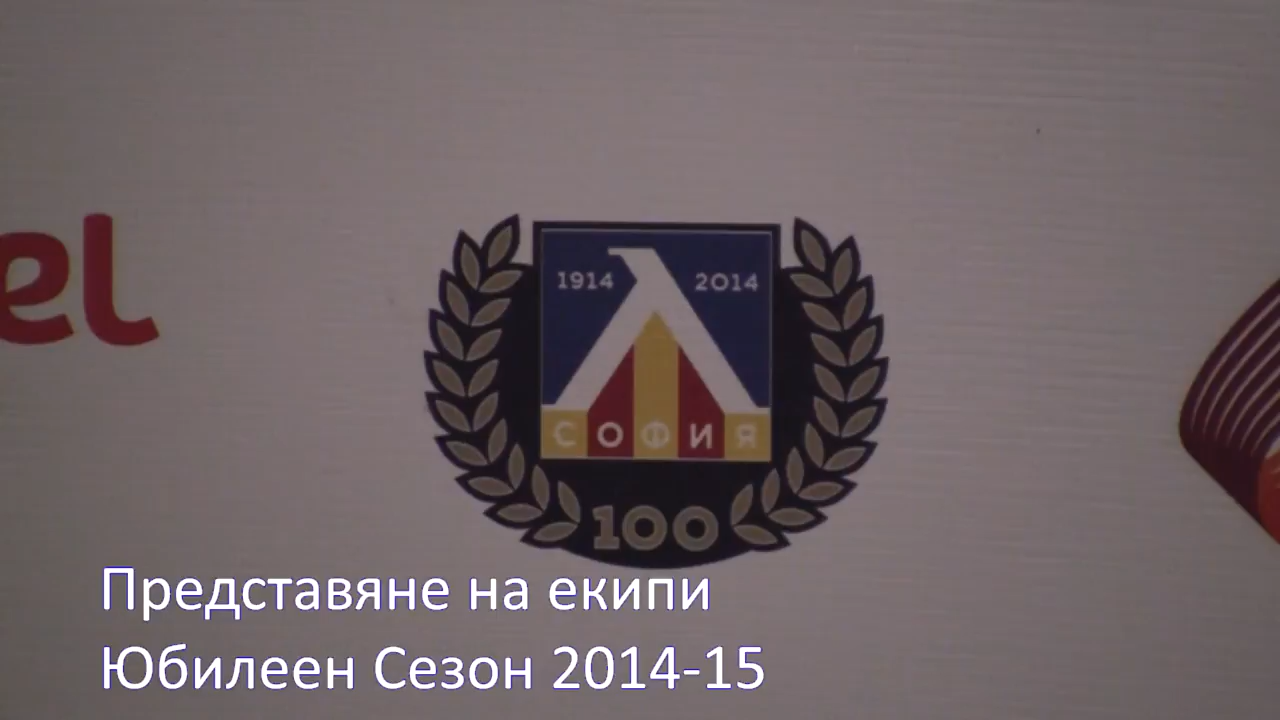 el
1914 2014
СОФИЯ
100
Представяне на екипи
Юбилеен Сезон 2014-15